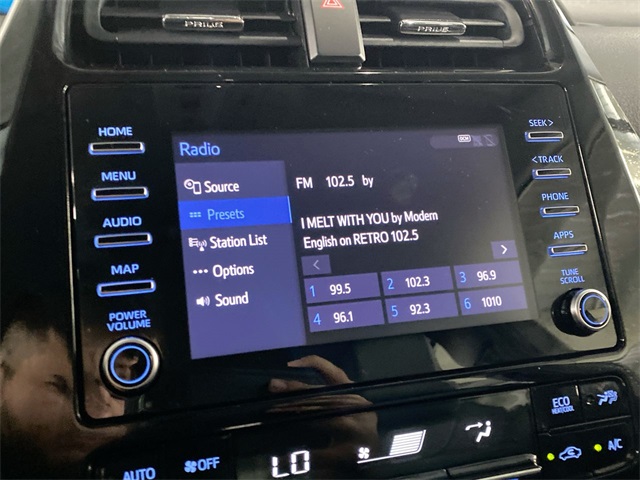 PRIUS
PRIUS
HOME
MENU
AUDIO
MAP
POWER
VOLUME
Radio
Source
Presets
Station List
Options
Sound
FM 102.5 by
I MELT WITH YOU by Modern
English on RETRO 102.5
< >
1 99.5 2 102.3 3 96.9
4 96.1 5 92.3 6 1010
SEEK >
< TRACK
PHONE
APPS
TUNE
SCROLL
AUTO
OFF
LO
ECO
HEAT/COOL
A/C